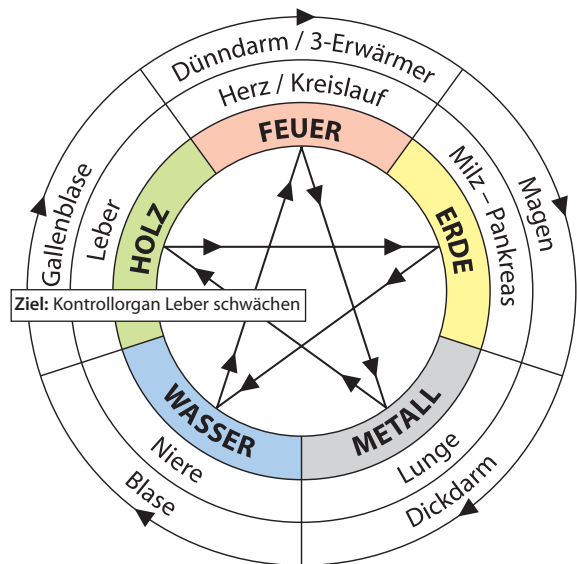 Dünndarm / 3-Erwärmer
Herz / Kreislauf
FEUER
Gallenblase
Leber
HOLZ
Milz – Pankreas
Magen
ERDE
Ziel: Kontrollorgan Leber schwächen
WASSER
Niere
Blase
METALL
Lunge
Dickdarm